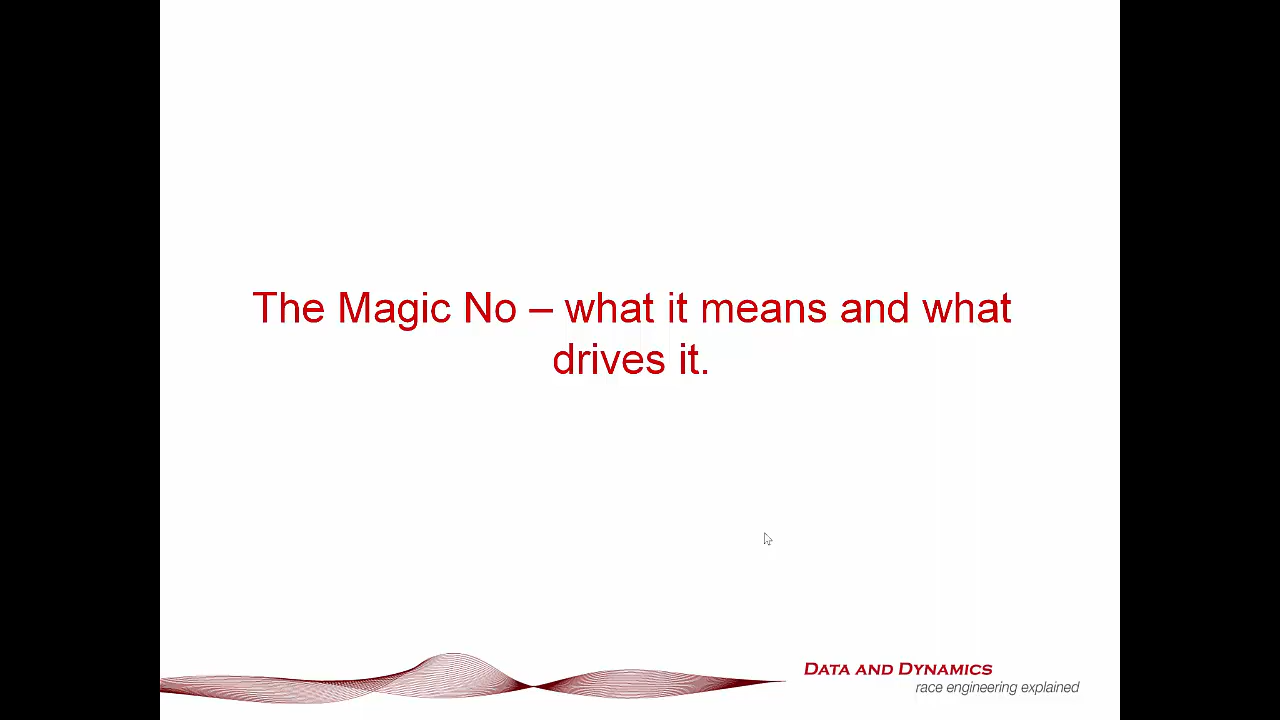 The Magic No – what it means and what
drives it.
DATA AND DYNAMICS
race engineering explained